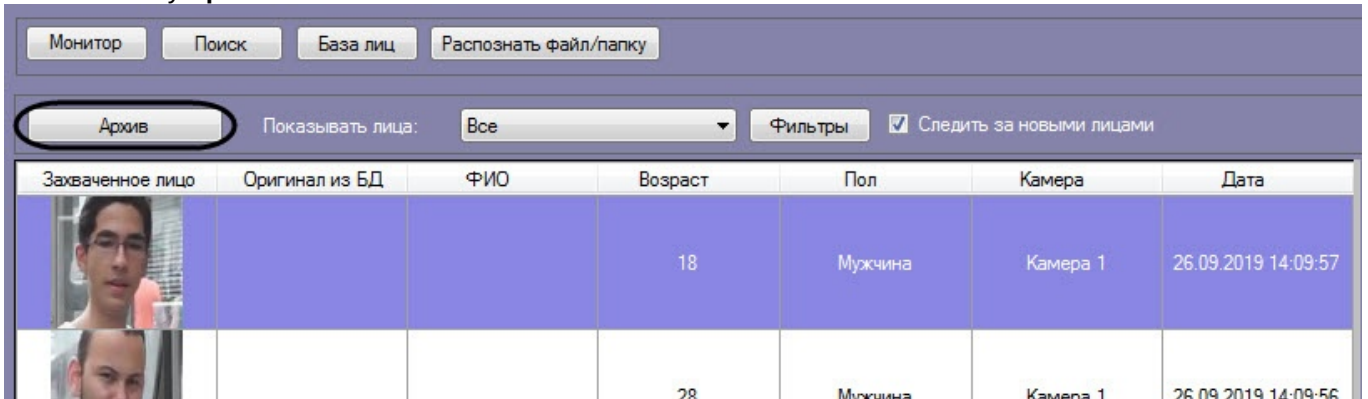 Монитор Поиск База лиц Распознать файл/папку
Архив Показывать лица: Все Фильтры Следить за новыми лицами
Захваченное лицо Оригинал из БД ФИО Возраст Пол Камера Дата
18 Мужчина Камера 1 26.09.2019 14:09:57
28 Мужчина Камера 1 26.09.2019 14:09:56